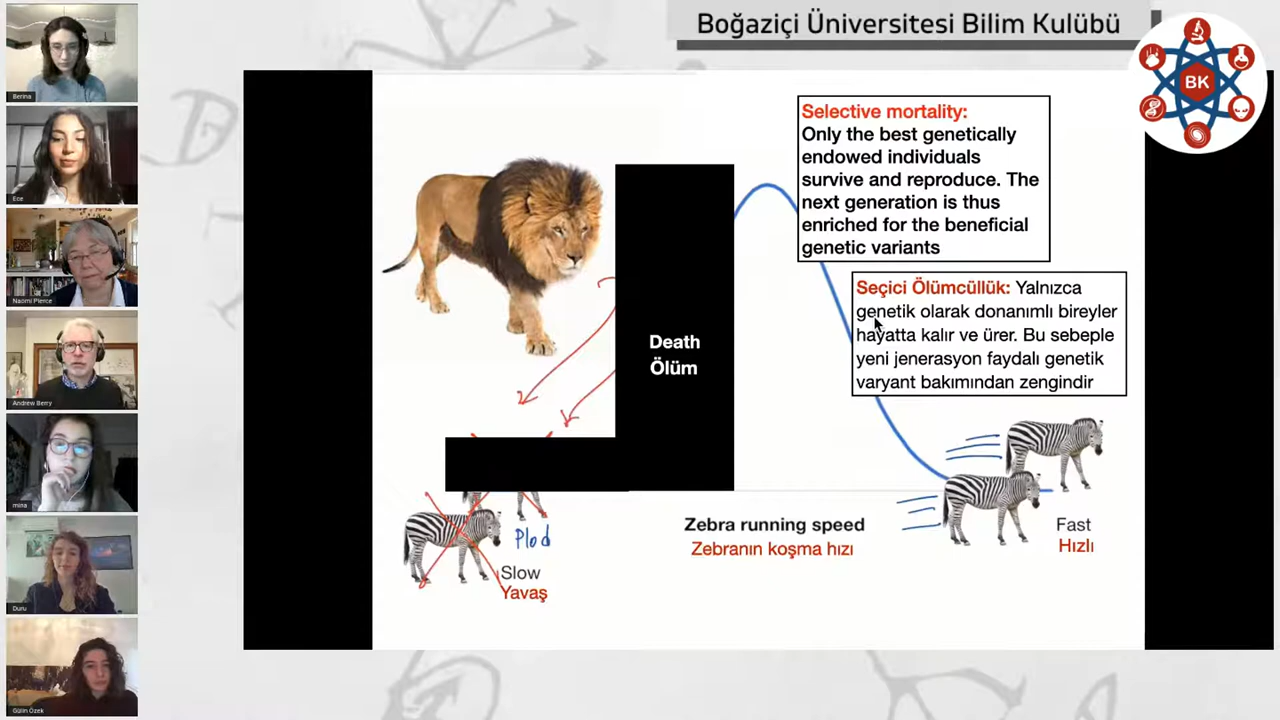 Boğaziçi Üniversitesi Bilim Kulübü
BK
Berina
Ece
Naomi Pierce
Andrew Berry
mina
Duru
Gülin Özek
Selective mortality:
Only the best genetically
endowed individuals
survive and reproduce. The
next generation is thus
enriched for the beneficial
genetic variants
Seçici Ölümcüllük: Yalnızca
genetik olarak donanımlı bireyler
hayatta kalır ve ürer. Bu sebeple
yeni jenerasyon faydalı genetik
varyant bakımından zengindir
Death
Ölüm
Plod
Slow
Yavaş
Zebra running speed
Zebranın koşma hızı
Fast
Hızlı